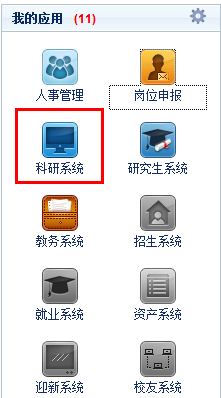 我的应用 (11)
人事管理 岗位申报
科研系统 研究生系统
教务系统 招生系统
就业系统 资产系统
迎新系统 校友系统